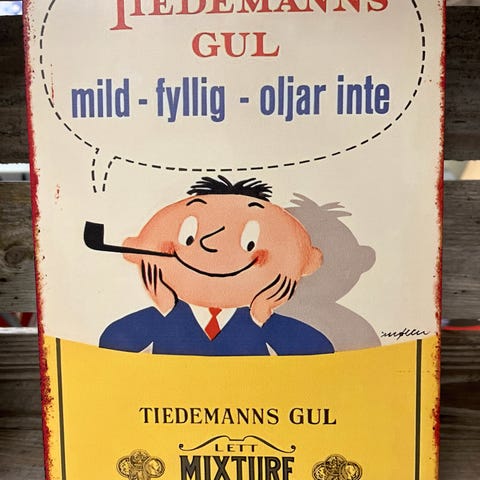 TIEDEMANNS
GUL
mild - fyllig - oljar inte
TIEDEMANNS GUL
LETT
MIXTURE